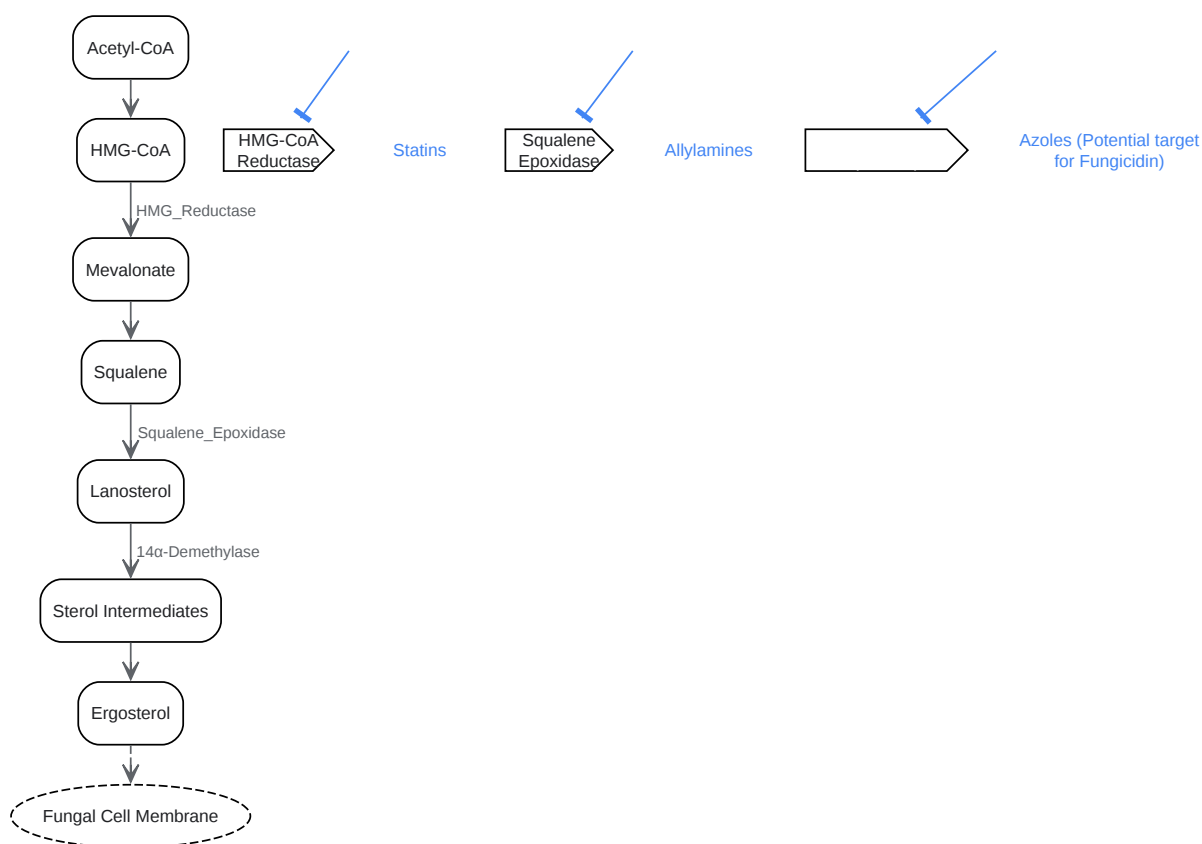 Acetyl-CoA
HMG-CoA
HMG-CoA
Reductase
Statins
Squalene
Epoxidase
Allylamines
Azoles (Potential target
for Fungicidin)
HMG_Reductase
Mevalonate
Squalene
Squalene_Epoxidase
Lanosterol
14α-Demethylase
Sterol Intermediates
Ergosterol
Fungal Cell Membrane